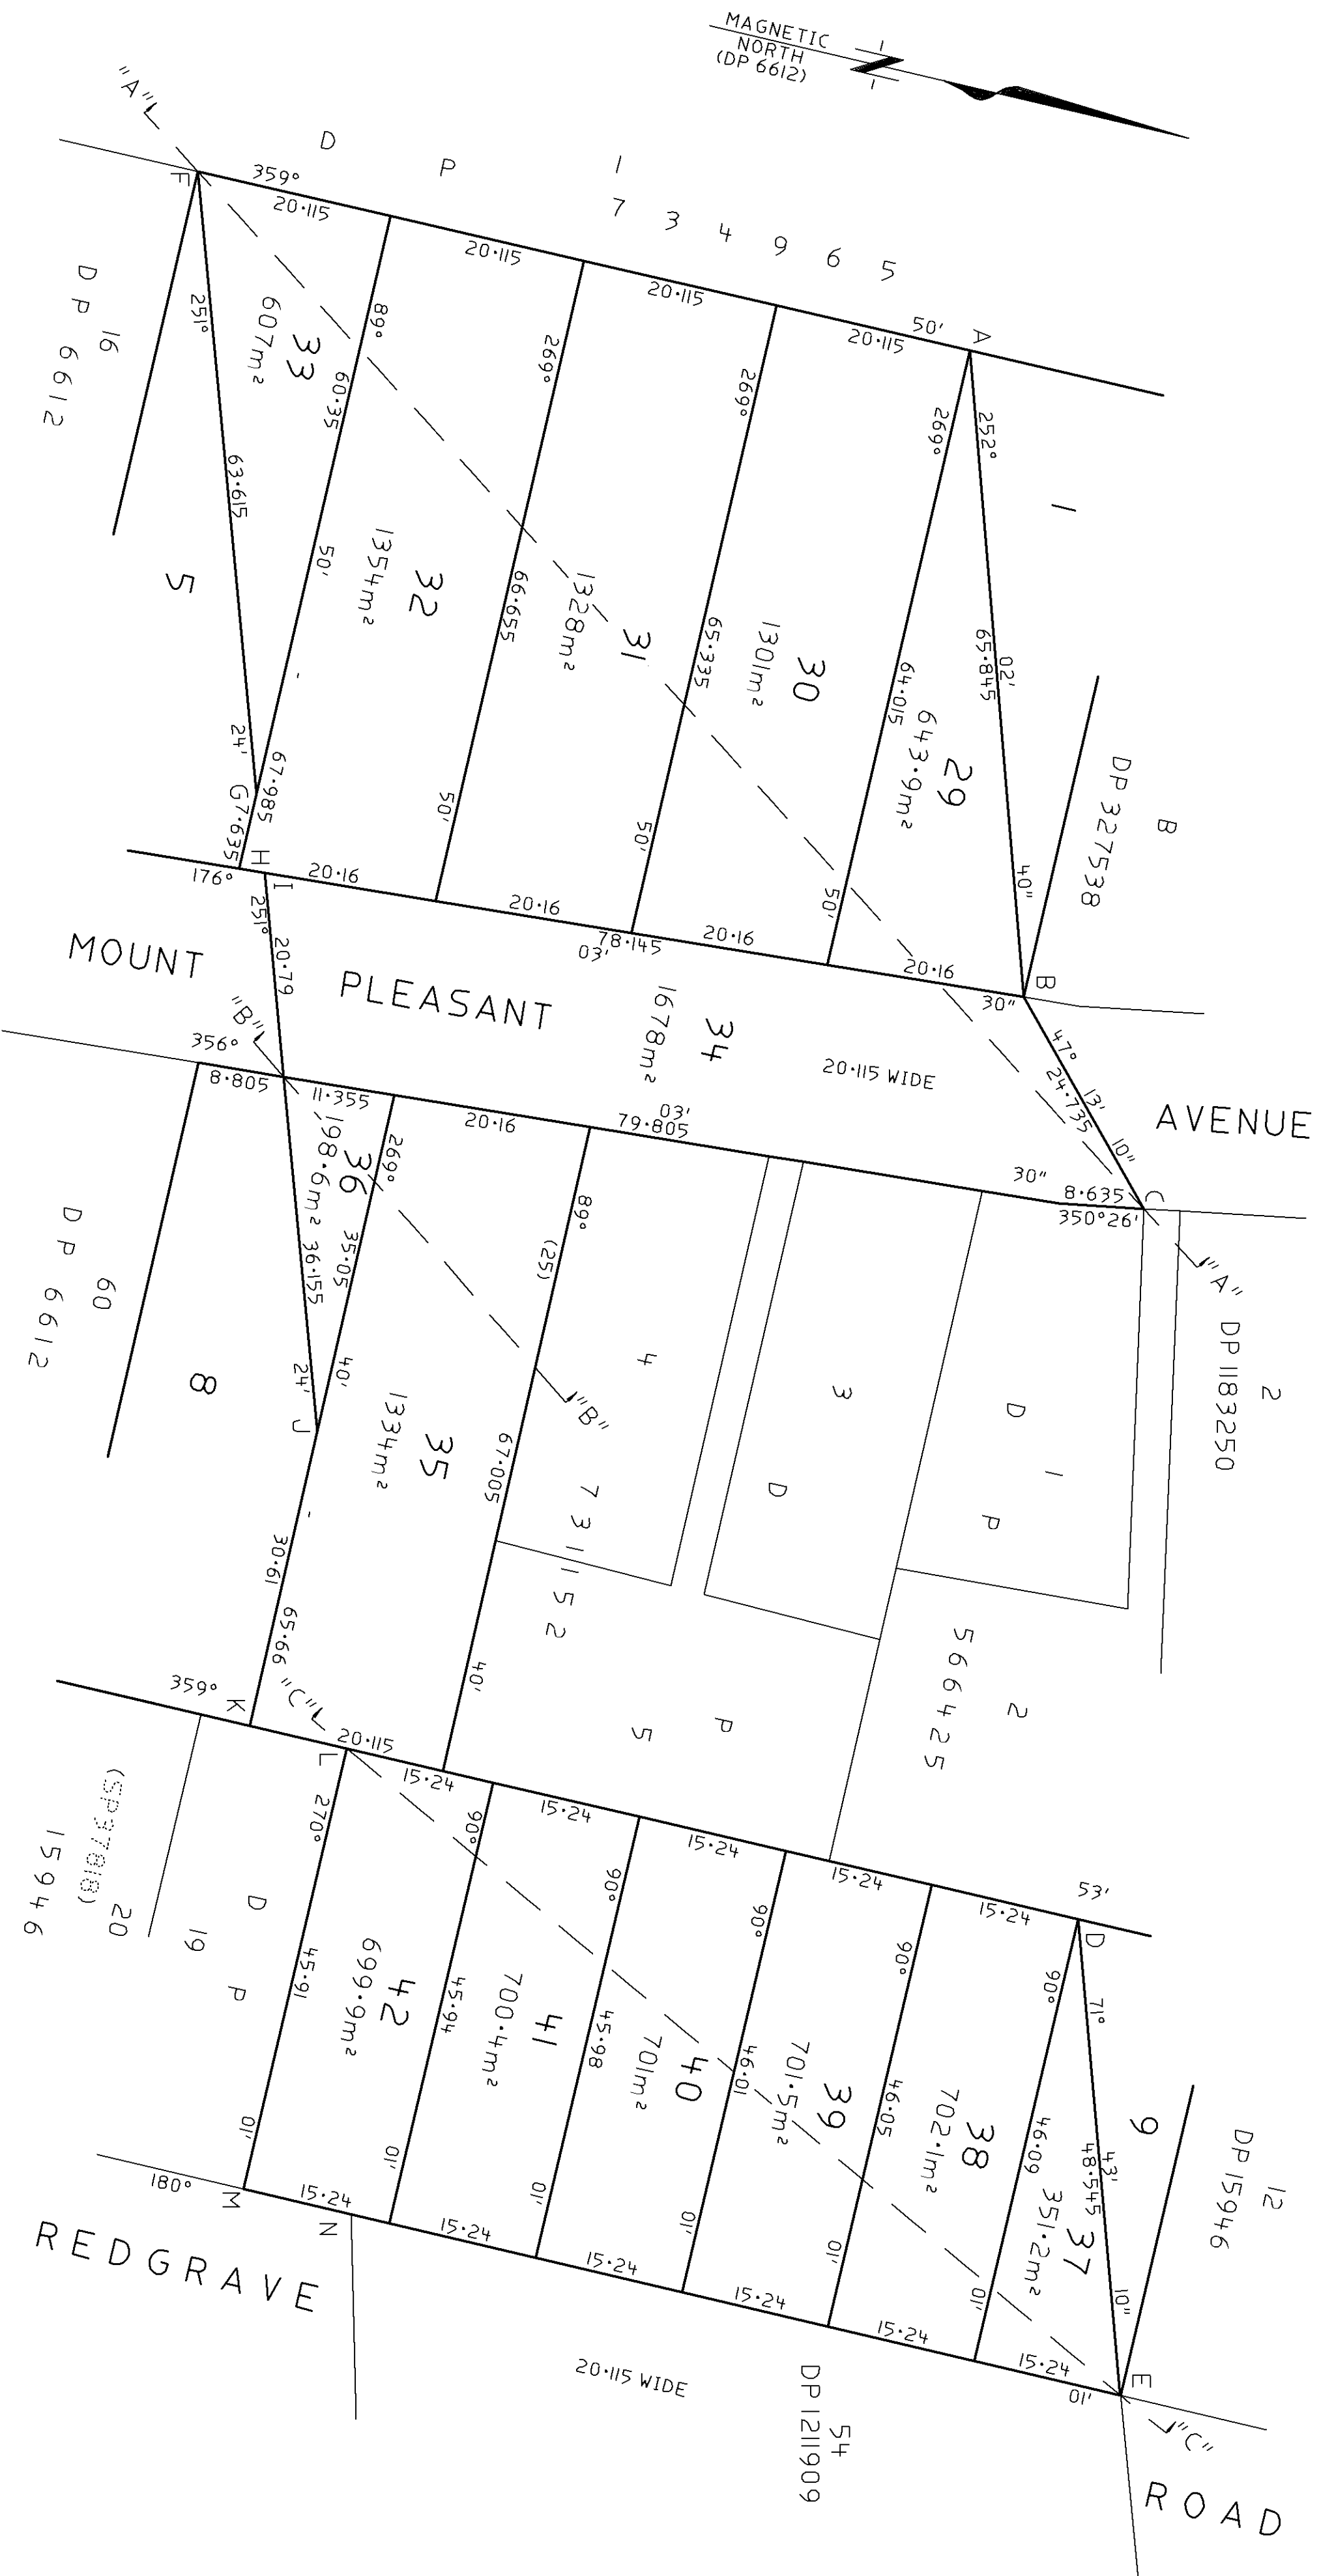 MAGNETIC
NORTH
(DP 6612)
"A"
D P 1 7 3 4 9 6 5
F
359°
20·115
20·115
20·115
50'
20·115
A
16
D P 6612
251°
63·615
24'
G
5
33
607m²
89°
60·35
50'
67·985
7·635
32
1354m²
269°
66·655
50'
31
1328m²
269°
65·335
50'
30
1301m²
269°
64·015
50'
29
643·9m²
252°
02'
65·845
40"
1
B
DP 327538
176°
H
I
20·16
20·16
78·145
03'
20·16
20·16
30"
B
MOUNT
PLEASANT
AVENUE
251°
20·79
"B"
34
1678m²
20·115 WIDE
47°
13'
10"
24·735
C
356°
8·805
11·355
20·16
03'
79·805
30"
8·635
350°26'
"A"
60
D P 6612
8
36
198·6m²
36·155
24'
J
269°
35·05
40'
30·61
65·66
35
1334m²
89°
(25)
67·005
40'
"B"
4
D P 731152
3
5
D P 566425
1
2
2
DP 1183250
359°
K
"C"
20·115
L
15·24
15·24
15·24
15·24
15·24
53'
D
20
(SP37818)
19
D P
15946
270°
45·91
01'
42
699·9m²
90°
45·94
01'
41
700·4m²
90°
45·98
01'
40
701m²
90°
46·01
01'
39
701·5m²
90°
46·05
01'
38
702·1m²
90°
46·09
01'
37
351·2m²
71°
43'
10"
48·545
9
12
DP 15946
180°
M
15·24
N
15·24
15·24
15·24
15·24
15·24
01'
E
"C"
REDGRAVE
ROAD
20·115 WIDE
54
DP 1211909